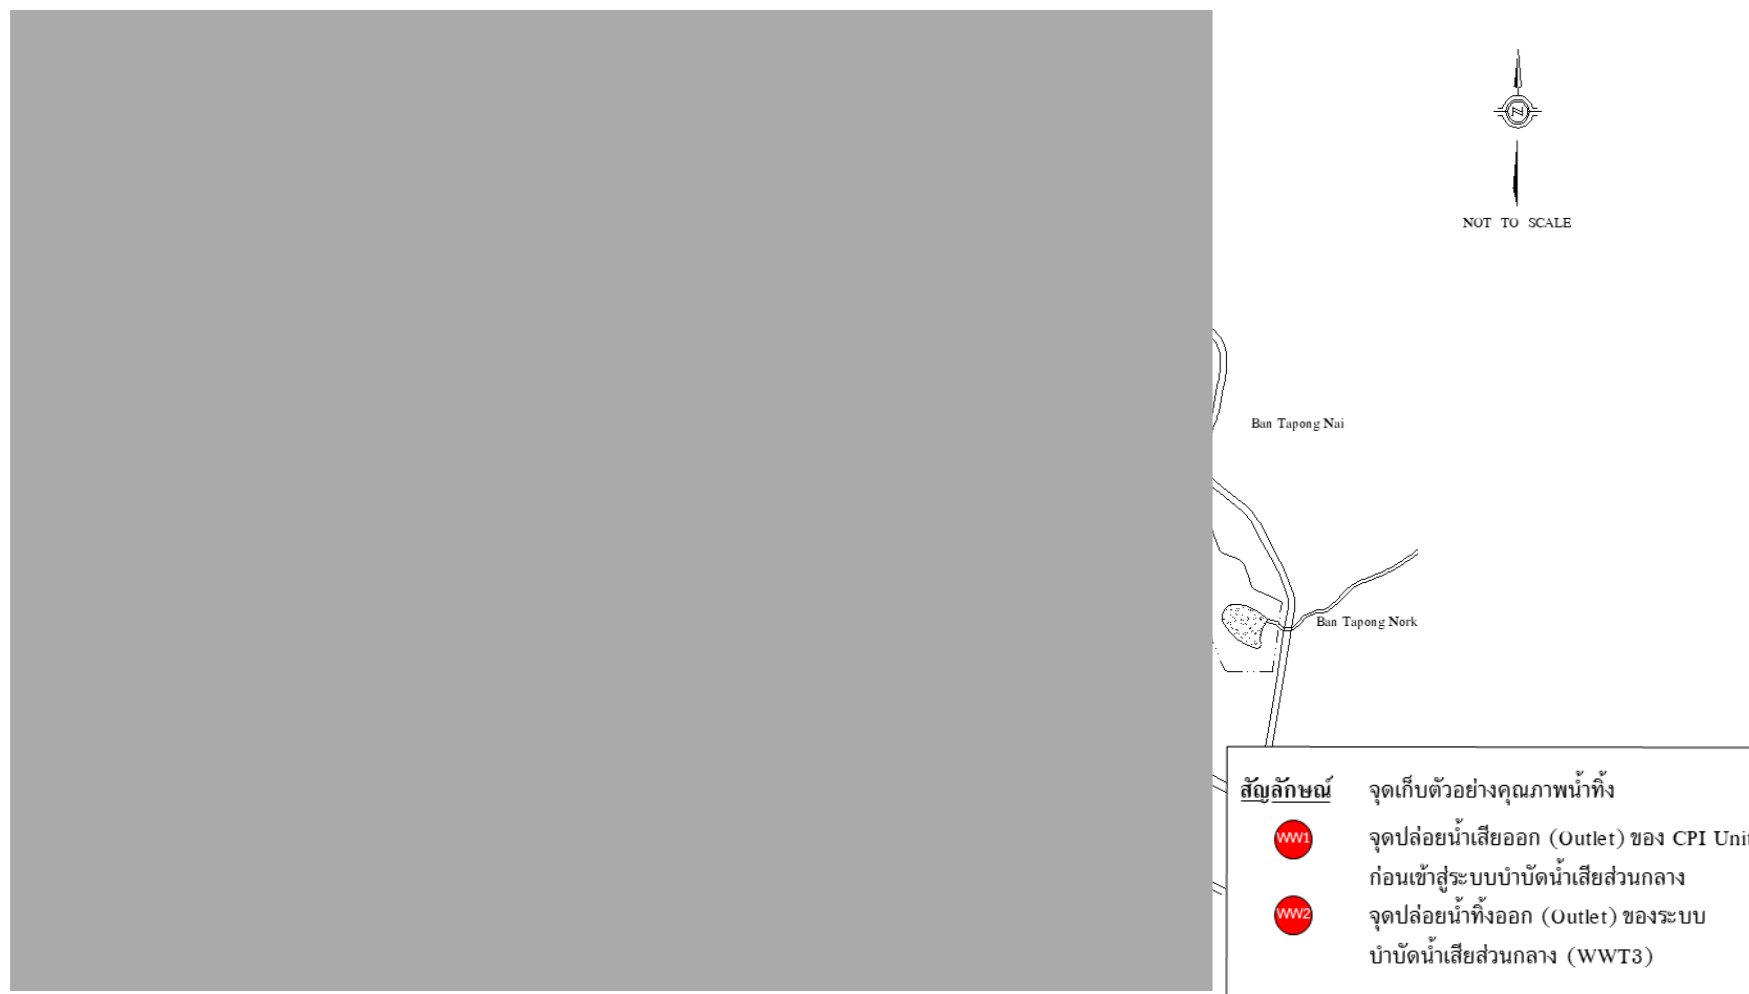 N
NOT TO SCALE
Ban Tapong Nai
Ban Tapong Nork
สัญลักษณ์ จุดเก็บตัวอย่างคุณภาพน้ำทิ้ง
WW1 จุดปล่อยน้ำเสียออก (Outlet) ของ CPI Unit
ก่อนเข้าสู่ระบบบำบัดน้ำเสียส่วนกลาง
WW2 จุดปล่อยน้ำทิ้งออก (Outlet) ของระบบ
บำบัดน้ำเสียส่วนกลาง (WWT3)